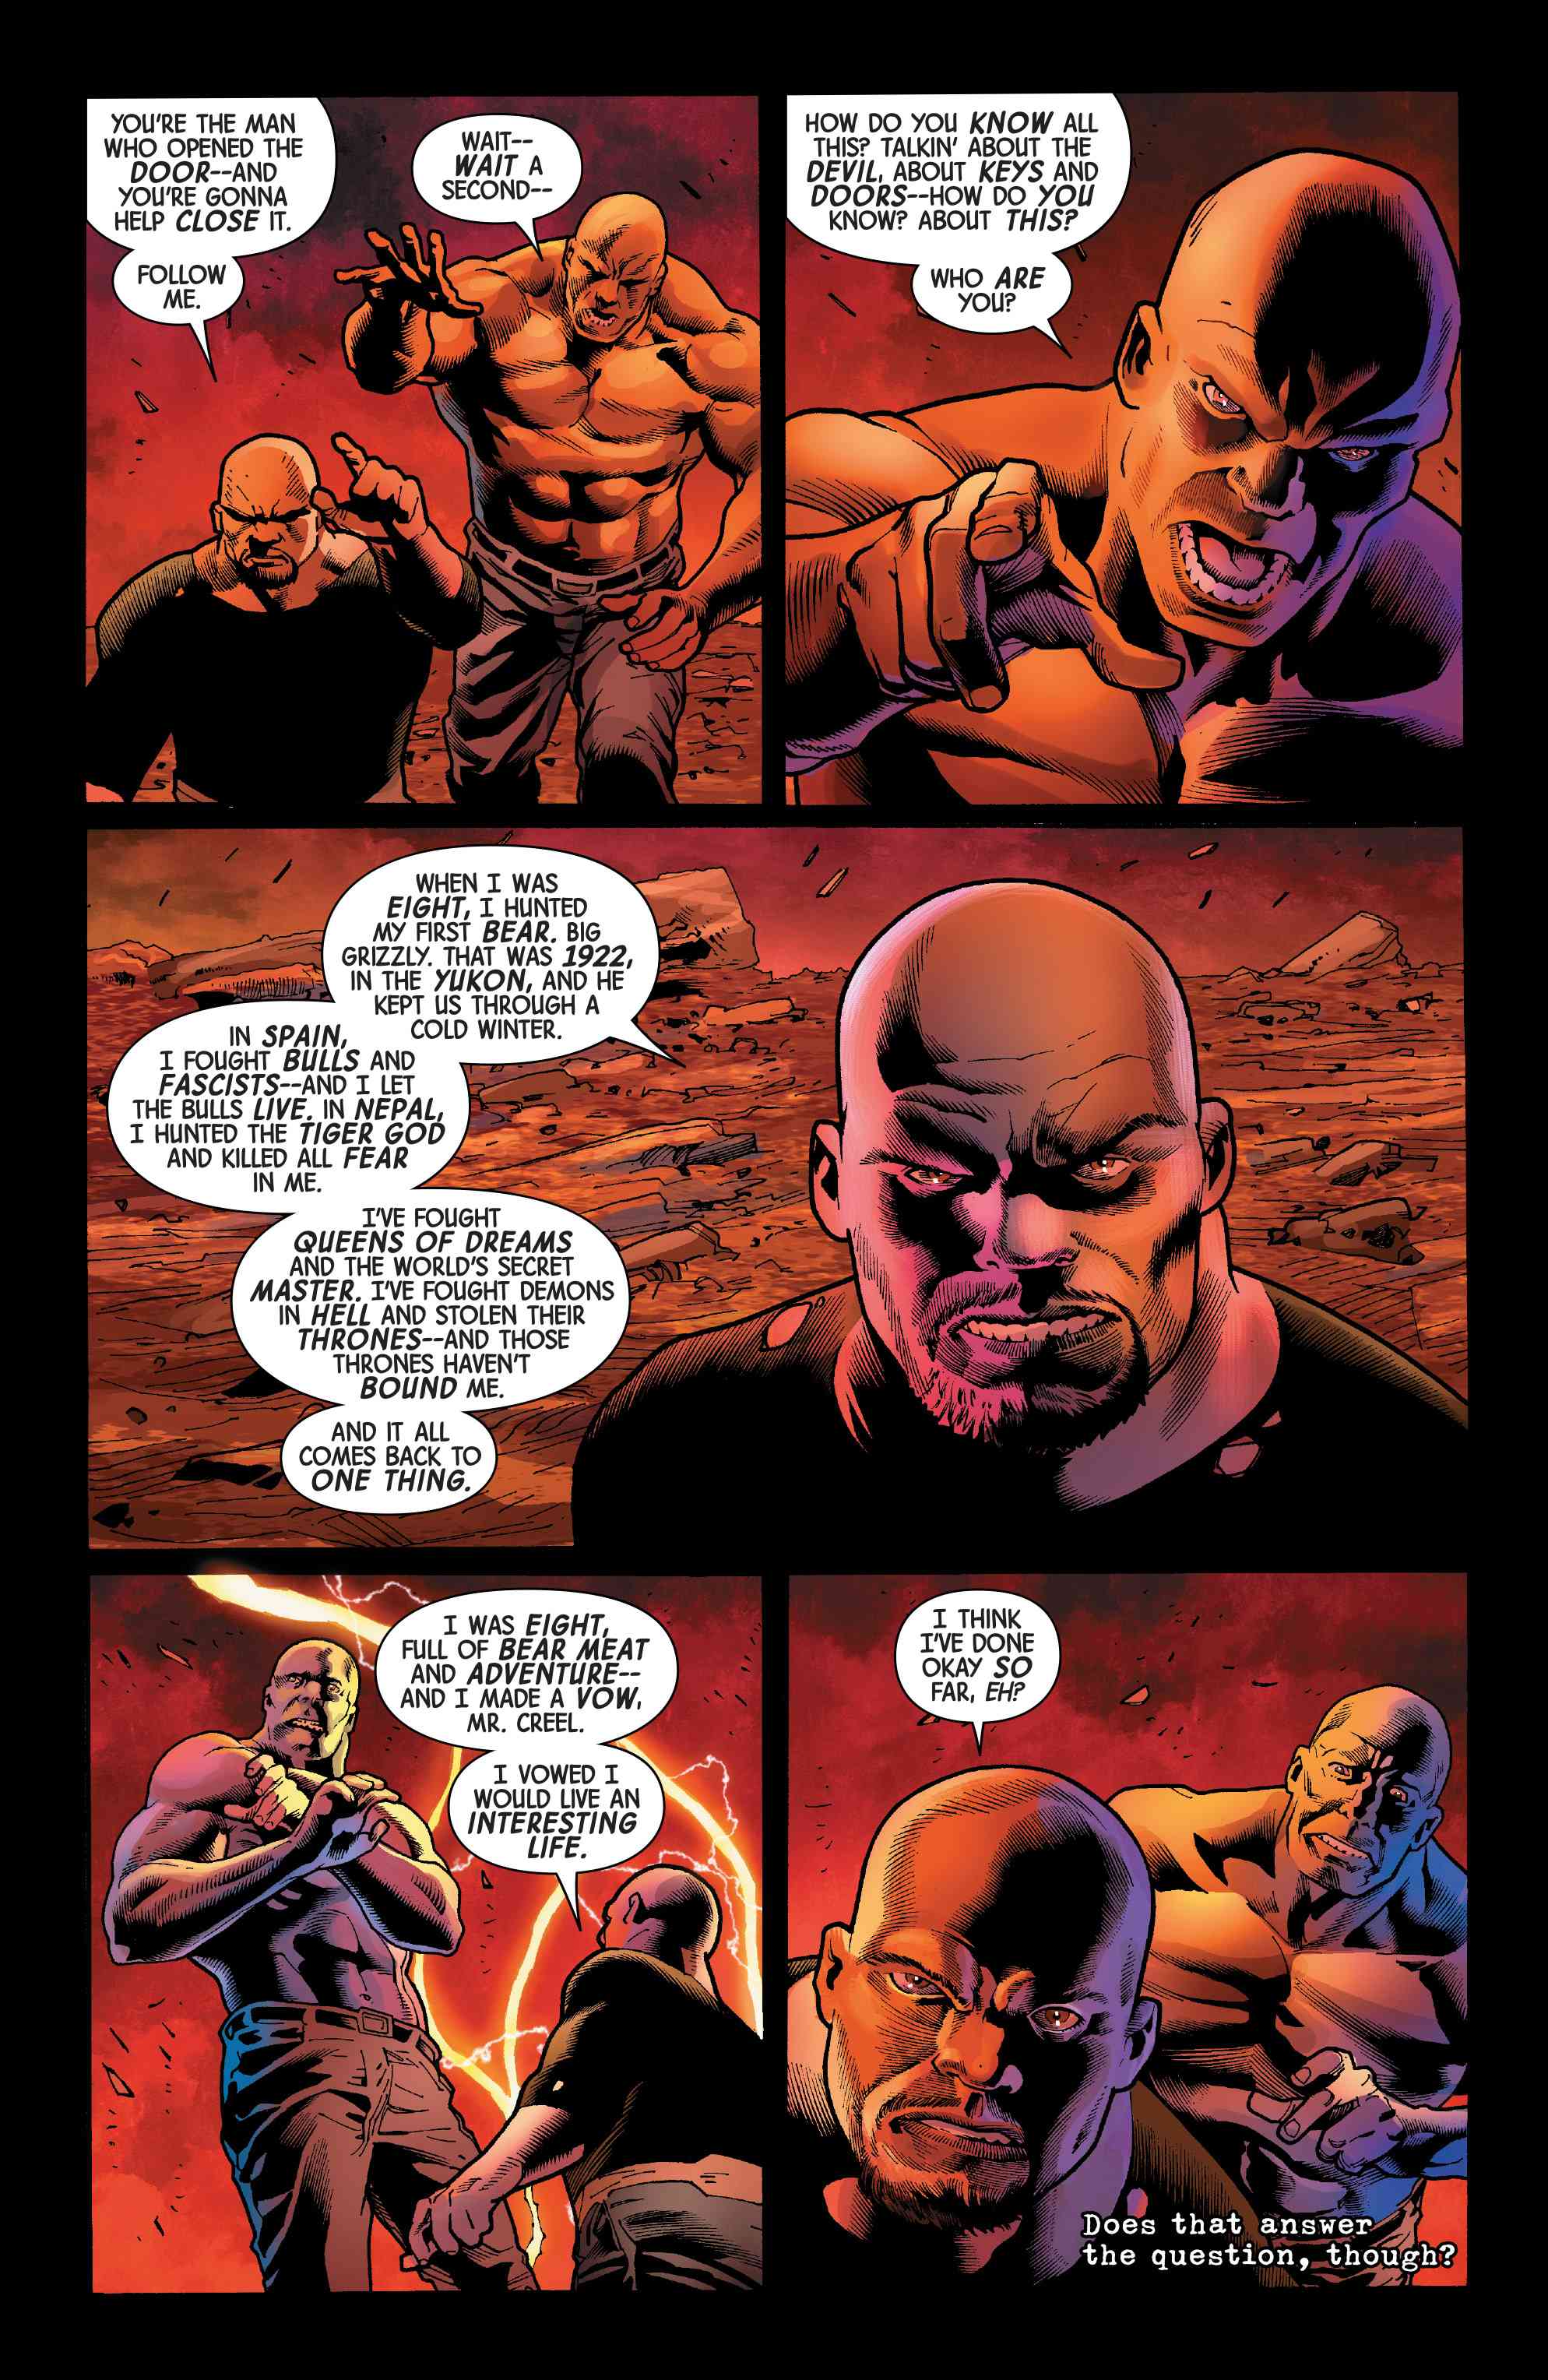 YOU'RE THE MAN
WHO OPENED THE
DOOR--AND
YOU'RE GONNA
HELP CLOSE IT.
FOLLOW
ME.
WAIT--
WAIT A
SECOND--
HOW DO YOU KNOW ALL
THIS? TALKIN' ABOUT THE
DEVIL, ABOUT KEYS AND
DOORS--HOW DO YOU
KNOW? ABOUT THIS?
WHO ARE
YOU?
WHEN I WAS
EIGHT, I HUNTED
MY FIRST BEAR. BIG
GRIZZLY. THAT WAS 1922,
IN THE YUKON, AND HE
KEPT US THROUGH A
COLD WINTER.
IN SPAIN,
I FOUGHT BULLS AND
FASCISTS--AND I LET
THE BULLS LIVE. IN NEPAL,
I HUNTED THE TIGER GOD
AND KILLED ALL FEAR
IN ME.
I'VE FOUGHT
QUEENS OF DREAMS
AND THE WORLD'S SECRET
MASTER. I'VE FOUGHT DEMONS
IN HELL AND STOLEN THEIR
THRONES--AND THOSE
THRONES HAVEN'T
BOUND ME.
AND IT ALL
COMES BACK TO
ONE THING.
I WAS EIGHT,
FULL OF BEAR MEAT
AND ADVENTURE--
AND I MADE A VOW,
MR. CREEL.
I VOWED I
WOULD LIVE AN
INTERESTING
LIFE.
I THINK
I'VE DONE
OKAY SO
FAR, EH?
Does that answer
the question, though?